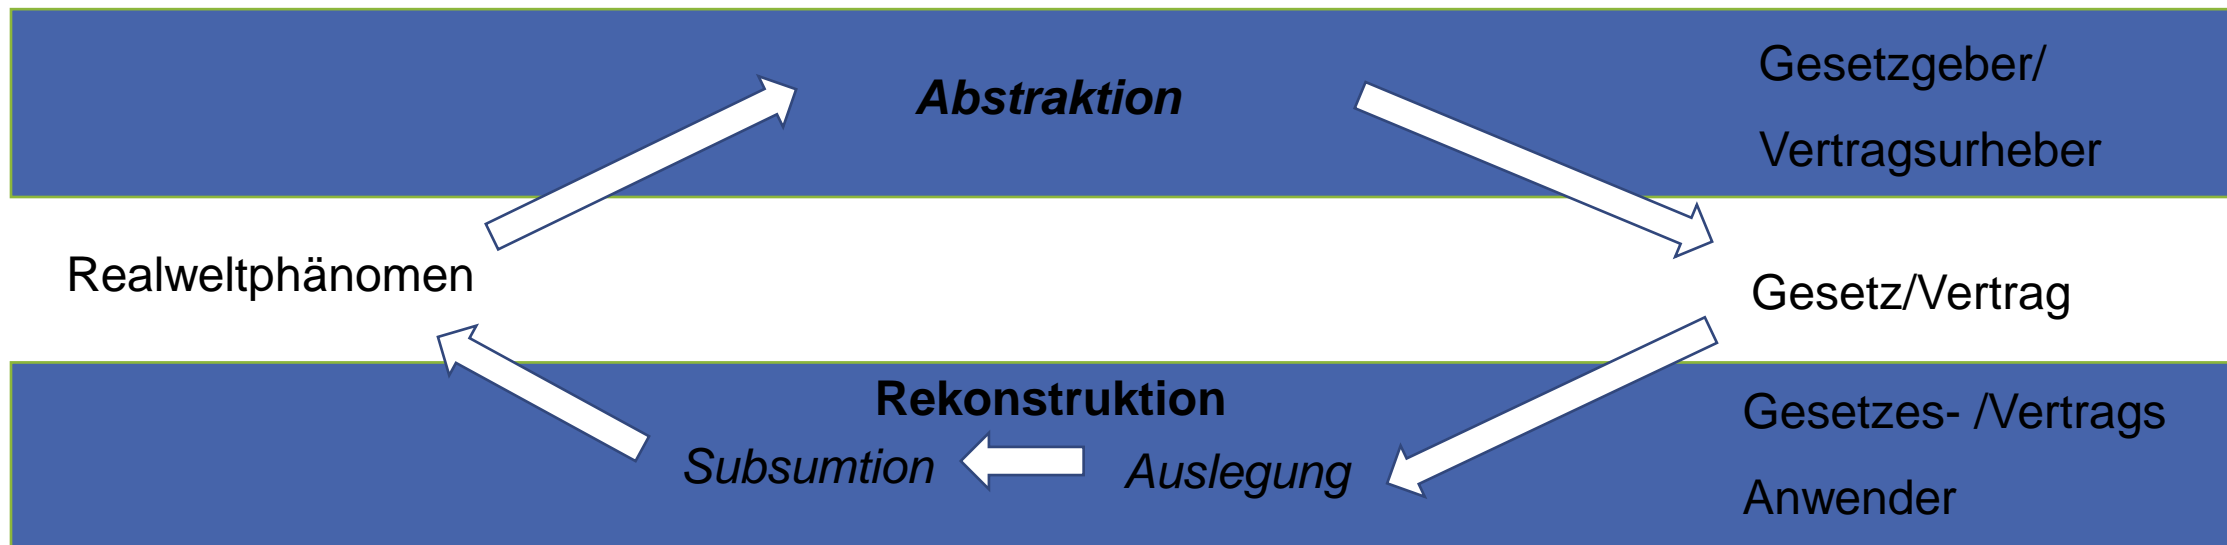 Abstraktion
Gesetzgeber/
Vertragsurheber
Realweltphänomen
Gesetz/Vertrag
Rekonstruktion
Subsumtion
Auslegung
Gesetzes- /Vertrags
Anwender